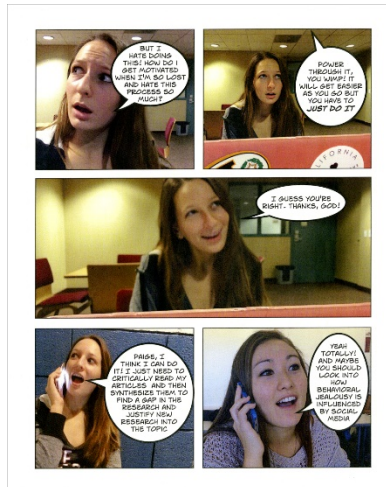 BUT I
HATE DOING
THIS! HOW DO I
GET MOTIVATED
WHEN I'M SO LOST
AND HATE THIS
PROCESS SO
MUCH?
POWER
THROUGH IT,
YOU WIMP! IT
WILL GET EASIER
AS YOU GO BUT
YOU HAVE TO
JUST DO IT
IFORNIA
I GUESS YOU'RE
RIGHT- THANKS, GOD!
PAIGE, I
THINK I CAN DO
IT! I JUST NEED TO
CRITICALLY READ MY
ARTICLES AND THEN
SYNTHESIZE THEM TO
FIND A GAP IN THE
RESEARCH AND
JUSTIFY NEW
RESEARCH INTO
THE TOPIC
YEAH
TOTALLY!
AND MAYBE
YOU SHOULD
LOOK INTO
HOW
BEHAVIORAL
JEALOUSY IS
INFLUENCED
BY SOCIAL
MEDIA